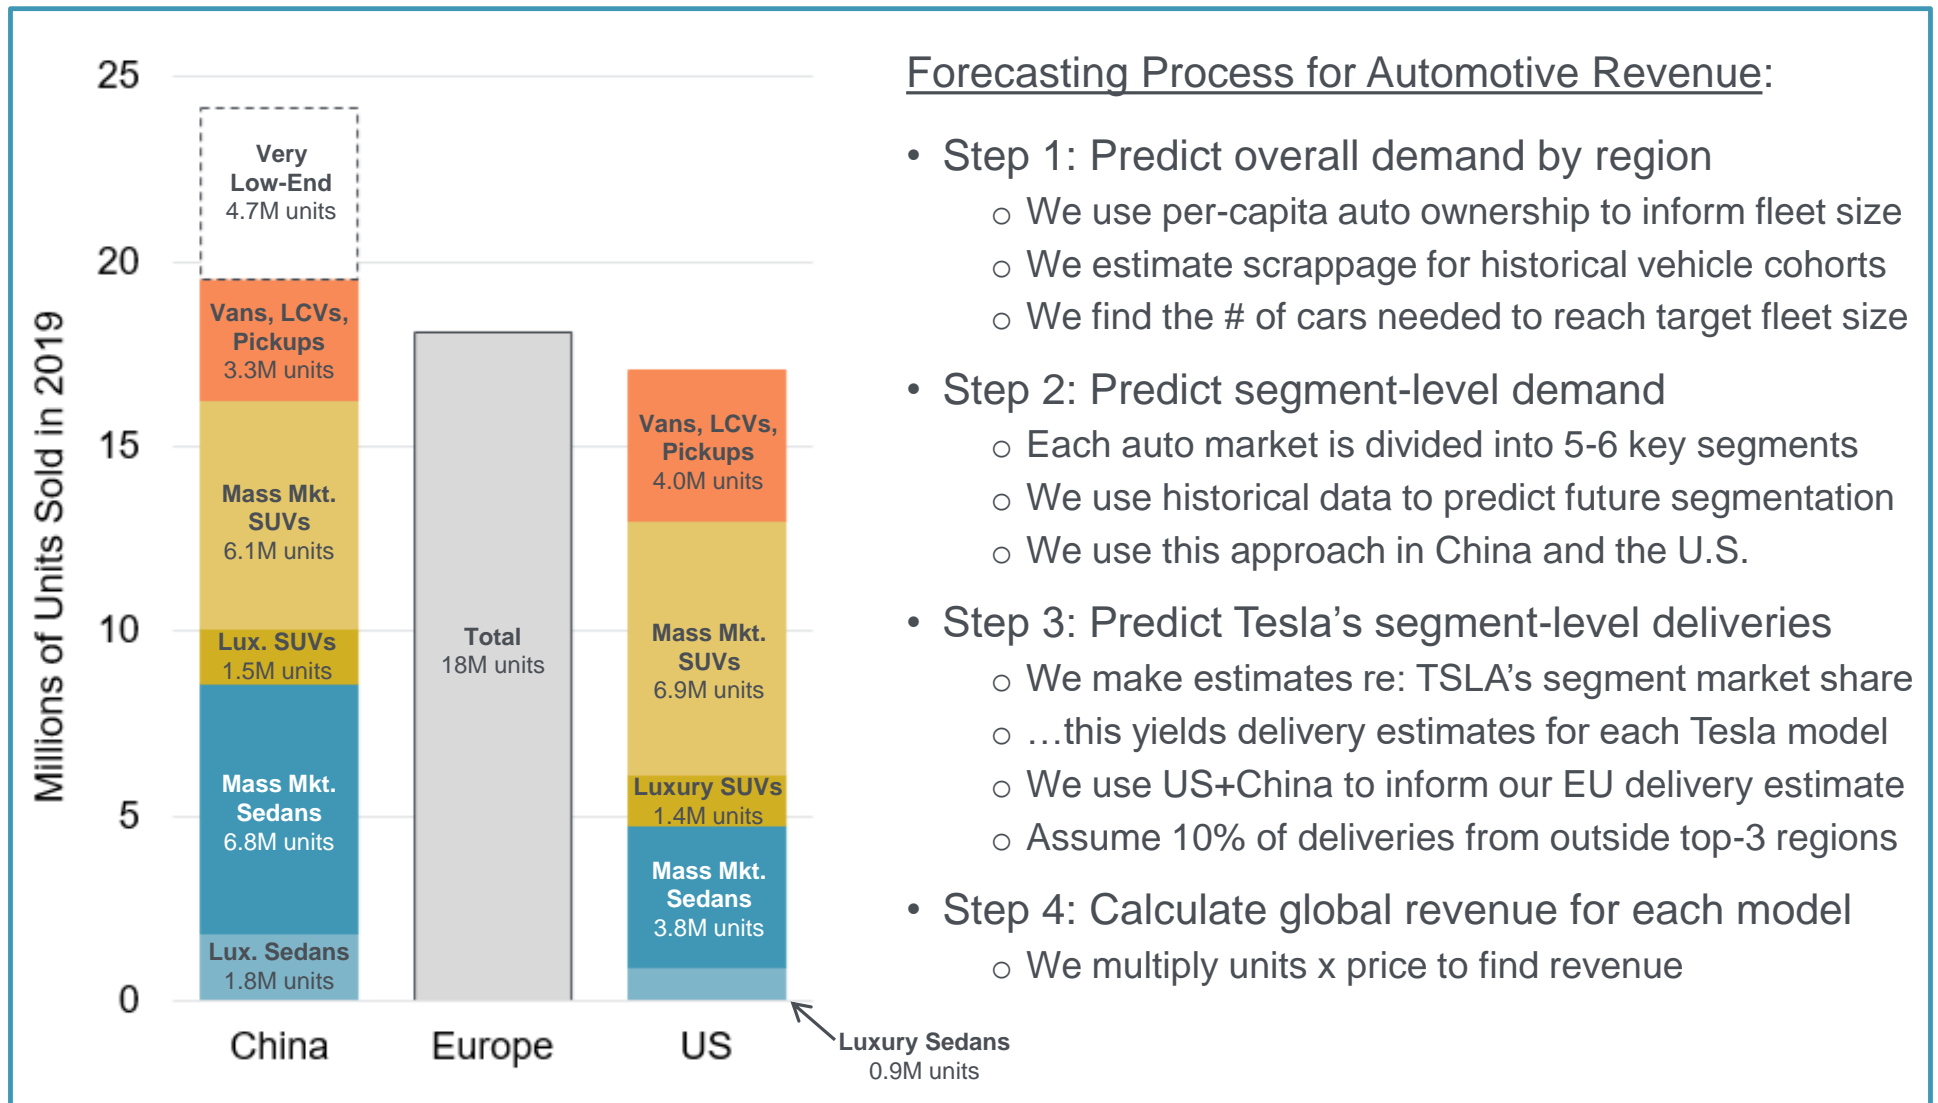 Millions of Units Sold in 2019
25
20
15
10
5
0
Very
Low-End
4.7M units
Vans, LCVs,
Pickups
3.3M units
Mass Mkt.
SUVs
6.1M units
Lux. SUVs
1.5M units
Mass Mkt.
Sedans
6.8M units
Lux. Sedans
1.8M units
Total
18M units
Vans, LCVs,
Pickups
4.0M units
Mass Mkt.
SUVs
6.9M units
Luxury SUVs
1.4M units
Mass Mkt.
Sedans
3.8M units
Luxury Sedans
0.9M units
China
Europe
US
Forecasting Process for Automotive Revenue:
• Step 1: Predict overall demand by region
o We use per-capita auto ownership to inform fleet size
o We estimate scrappage for historical vehicle cohorts
o We find the # of cars needed to reach target fleet size
• Step 2: Predict segment-level demand
o Each auto market is divided into 5-6 key segments
o We use historical data to predict future segmentation
o We use this approach in China and the U.S.
• Step 3: Predict Tesla’s segment-level deliveries
o We make estimates re: TSLA’s segment market share
o …this yields delivery estimates for each Tesla model
o We use US+China to inform our EU delivery estimate
o Assume 10% of deliveries from outside top-3 regions
• Step 4: Calculate global revenue for each model
o We multiply units x price to find revenue